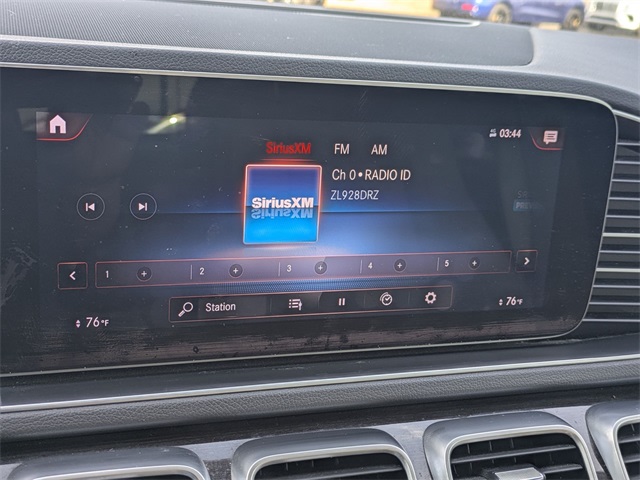 03:44
SiriusXM FM AM
Ch 0 • RADIO ID
ZL928DRZ
SiriusXM
1 2 3 4 5
Station
76°F 76°F